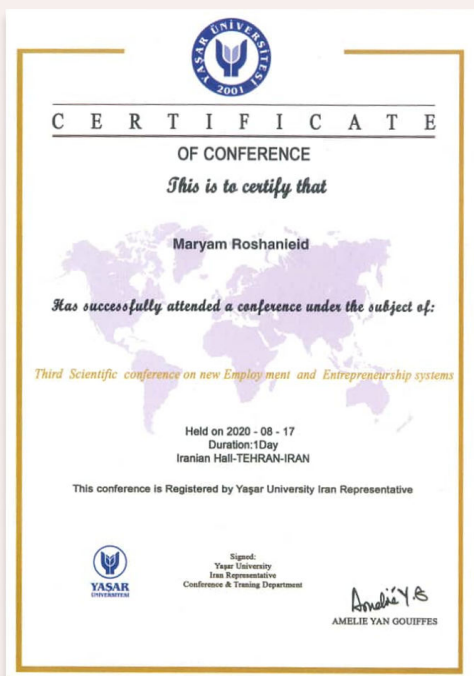 YAŞAR ÜNİVERSİTESİ
2001
CERTIFICATE
OF CONFERENCE
This is to certify that
Maryam Roshanleid
Has successfully attended a conference under the subject of:
Third Scientific conference on new Employ ment and Entrepreneurship systems
Held on 2020 - 08 - 17
Duration:1Day
Iranian Hall-TEHRAN-IRAN
This conference is Registered by Yaşar University Iran Representative
YAŞAR
ÜNİVERSİTESİ
Signed:
Yaşar University
Iran Representative
Conference & Traning Department
Amelie Y.G
AMELIE YAN GOUIFFES